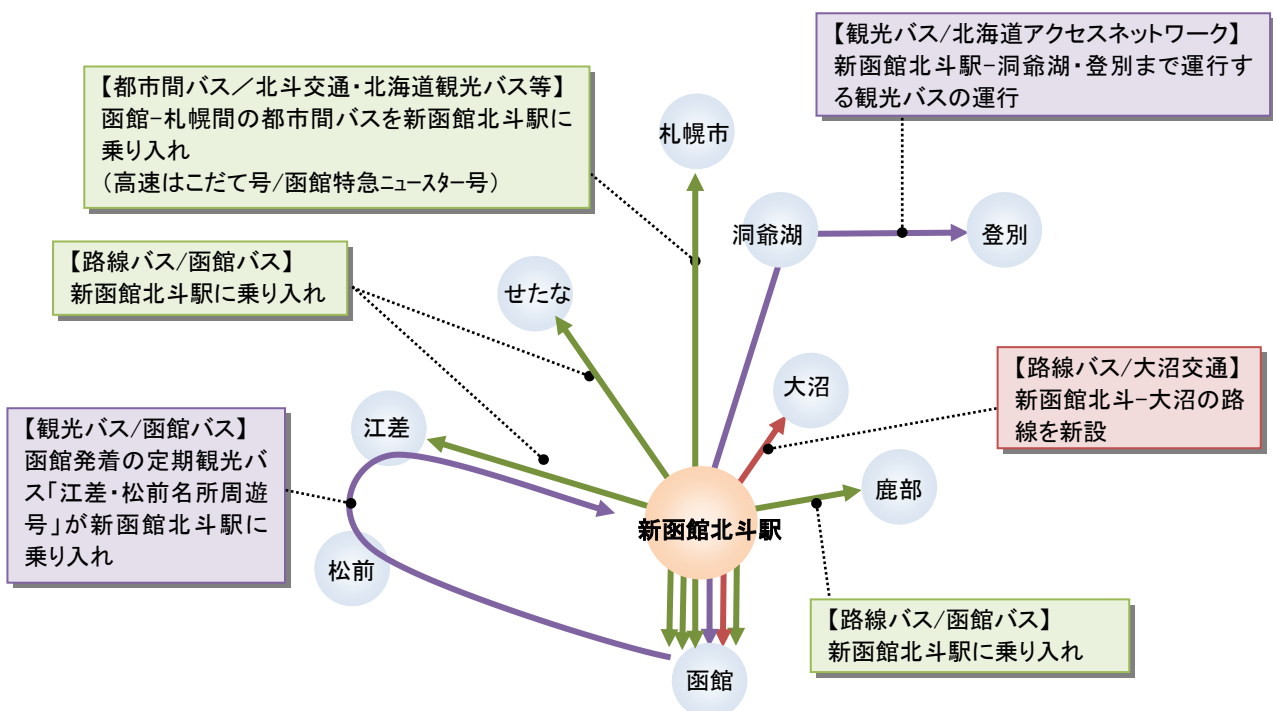 【観光バス/北海道アクセスネットワーク】
新函館北斗駅-洞爺湖・登別まで運行す
る観光バスの運行
【都市間バス／北斗交通・北海道観光バス等】
函館-札幌間の都市間バスを新函館北斗駅に
乗り入れ
（高速はこだて号/函館特急ニュースター号）
札幌市
洞爺湖
登別
【路線バス/函館バス】
新函館北斗駅に乗り入れ
せたな
【路線バス/大沼交通】
新函館北斗-大沼の路
線を新設
大沼
江差
【観光バス/函館バス】
函館発着の定期観光バ
ス「江差・松前名所周遊
号」が新函館北斗駅に
乗り入れ
鹿部
新函館北斗駅
松前
【路線バス/函館バス】
新函館北斗駅に乗り入れ
函館